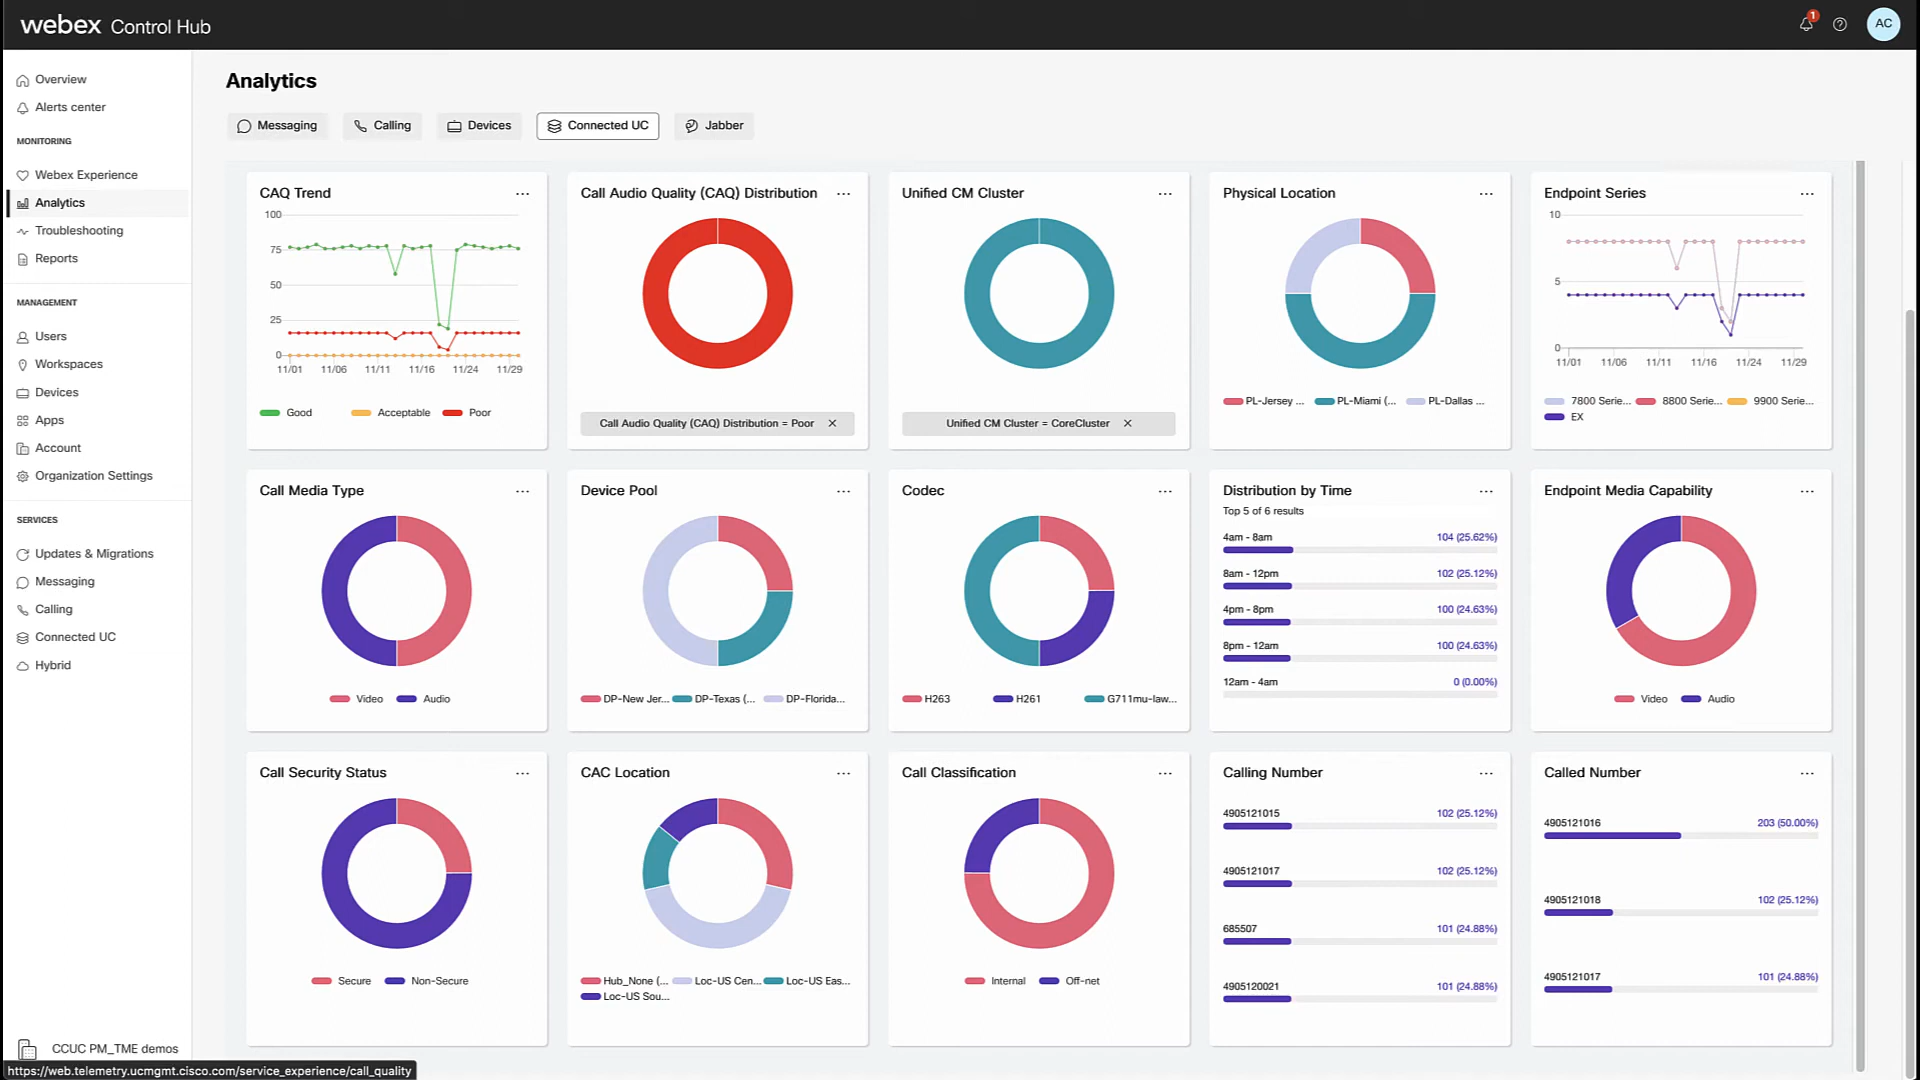 webex Control Hub
1
AC
Overview
Alerts center
MONITORING
Webex Experience
Analytics
Troubleshooting
Reports
MANAGEMENT
Users
Workspaces
Devices
Apps
Account
Organization Settings
SERVICES
Updates & Migrations
Messaging
Calling
Connected UC
Hybrid
CCUC PM_TME demos
https://web.telemetry.ucmgmt.cisco.com/service_experience/call_quality
Analytics
Messaging
Calling
Devices
Connected UC
Jabber
CAQ Trend
100
75
50
25
0
11/01 11/06 11/11 11/16 11/24 11/29
Good Acceptable Poor
Call Audio Quality (CAQ) Distribution
Call Audio Quality (CAQ) Distribution = Poor
Unified CM Cluster
Unified CM Cluster = CoreCluster
Physical Location
PL-Jersey ... PL-Miami (... PL-Dallas ...
Endpoint Series
10
5
0
11/01 11/06 11/11 11/16 11/24 11/29
7800 Serie... 8800 Serie... 9900 Serie...
EX
Call Media Type
Video Audio
Device Pool
DP-New Jer... DP-Texas (... DP-Florida...
Codec
H263 H261 G711mu-law...
Distribution by Time
Top 5 of 6 results
4am - 8am 104 (25.62%)
8am - 12pm 102 (25.12%)
4pm - 8pm 100 (24.63%)
8pm - 12am 100 (24.63%)
12am - 4am 0 (0.00%)
Endpoint Media Capability
Video Audio
Call Security Status
Secure Non-Secure
CAC Location
Hub_None (... Loc-US Cen... Loc-US Eas...
Loc-US Sou...
Call Classification
Internal Off-net
Calling Number
4905121015 102 (25.12%)
4905121017 102 (25.12%)
685507 101 (24.88%)
4905120021 101 (24.88%)
Called Number
4905121016 203 (50.00%)
4905121018 102 (25.12%)
4905121017 101 (24.88%)